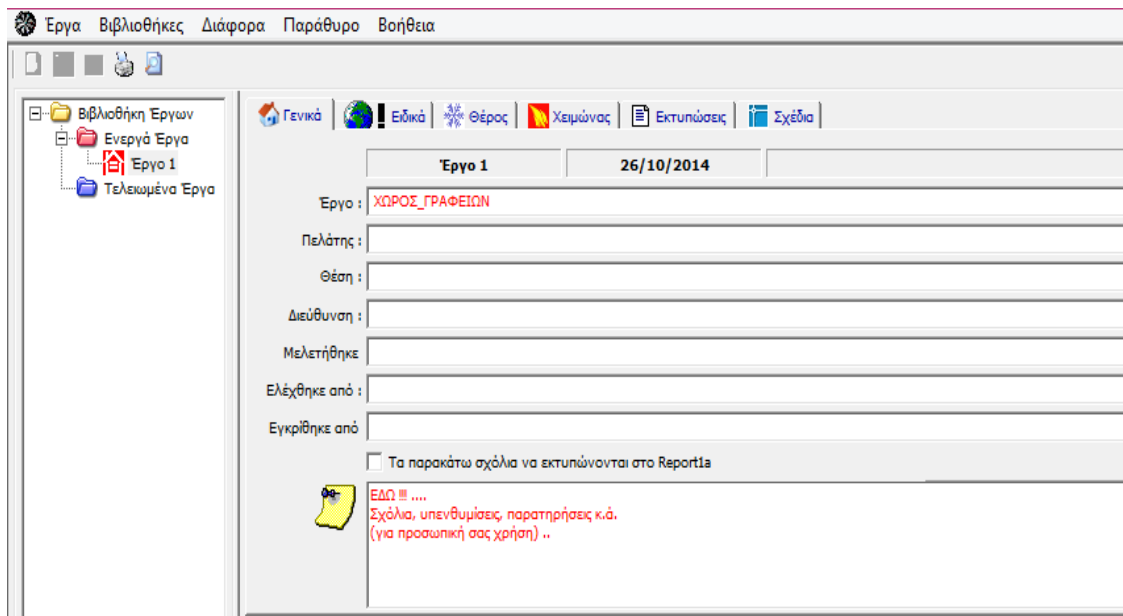 Έργα Βιβλιοθήκες Διάφορα Παράθυρο Βοήθεια
Βιβλιοθήκη Έργων
Ενεργά Έργα
Έργο 1
Τελειωμένα Έργα
Γενικά Ειδικά Θέρος Χειμώνας Εκτυπώσεις Σχέδια
Έργο 1 26/10/2014
Έργο : ΧΩΡΟΣ_ΓΡΑΦΕΙΩΝ
Πελάτης :
Θέση :
Διεύθυνση :
Μελετήθηκε
Ελέχθηκε από :
Εγκρίθηκε από
Τα παρακάτω σχόλια να εκτυπώνονται στο Report1a
ΕΔΩ !!! ....
Σχόλια, υπενθυμίσεις, παρατηρήσεις κ.ά.
(για προσωπική σας χρήση) ..